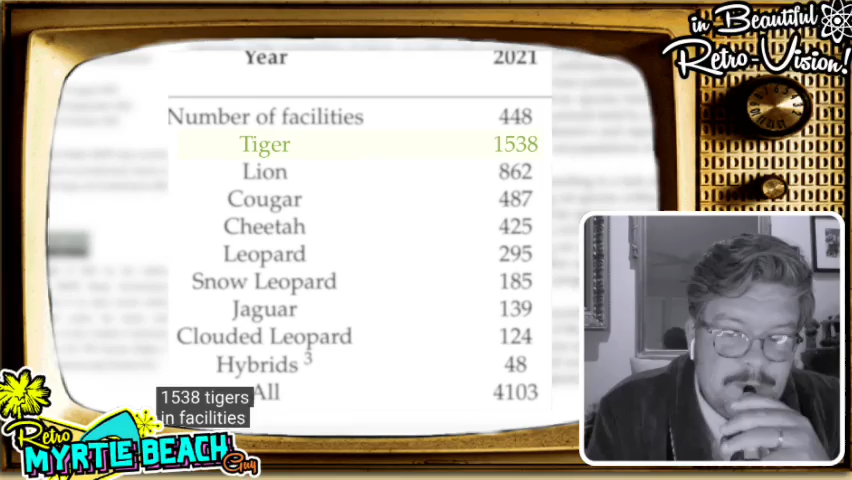 in Beautiful
Retro-Vision!
Year 2021
Number of facilities 448
Tiger 1538
Lion 862
Cougar 487
Cheetah 425
Leopard 295
Snow Leopard 185
Jaguar 139
Clouded Leopard 124
Hybrids 3 48
All 4103
1538 tigers
in facilities
Retro
MYRTLE BEACH
Guy